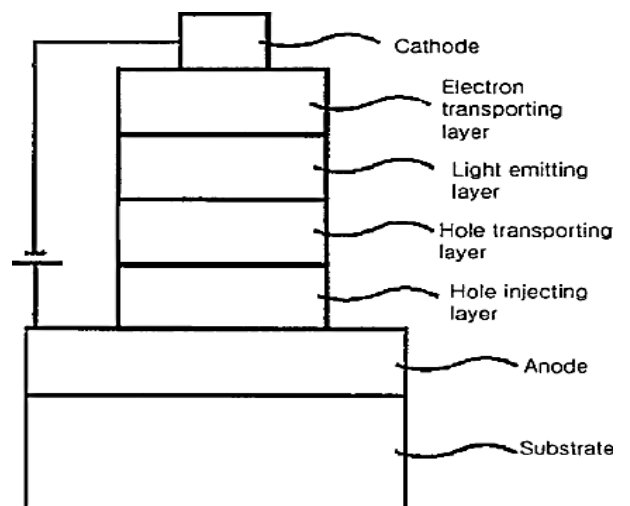 Cathode
Electron
transporting
layer
Light emitting
layer
Hole transporting
layer
Hole injecting
layer
Anode
Substrate